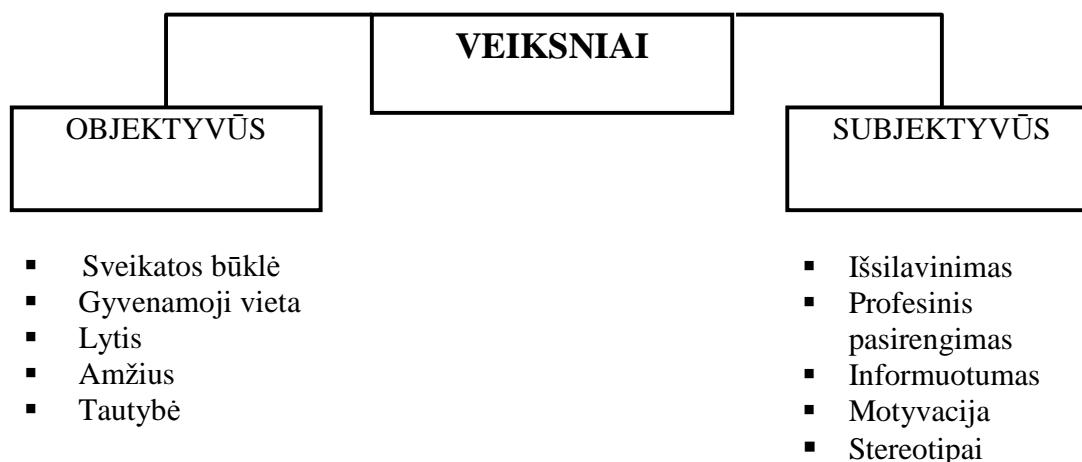 VEIKSNIAI
OBJEKTYVŪS
▪ Sveikatos būklė
▪ Gyvenamoji vieta
▪ Lytis
▪ Amžius
▪ Tautybė
SUBJEKTYVŪS
▪ Išsilavinimas
▪ Profesinis
pasirengimas
▪ Informuotumas
▪ Motyvacija
▪ Stereotipai